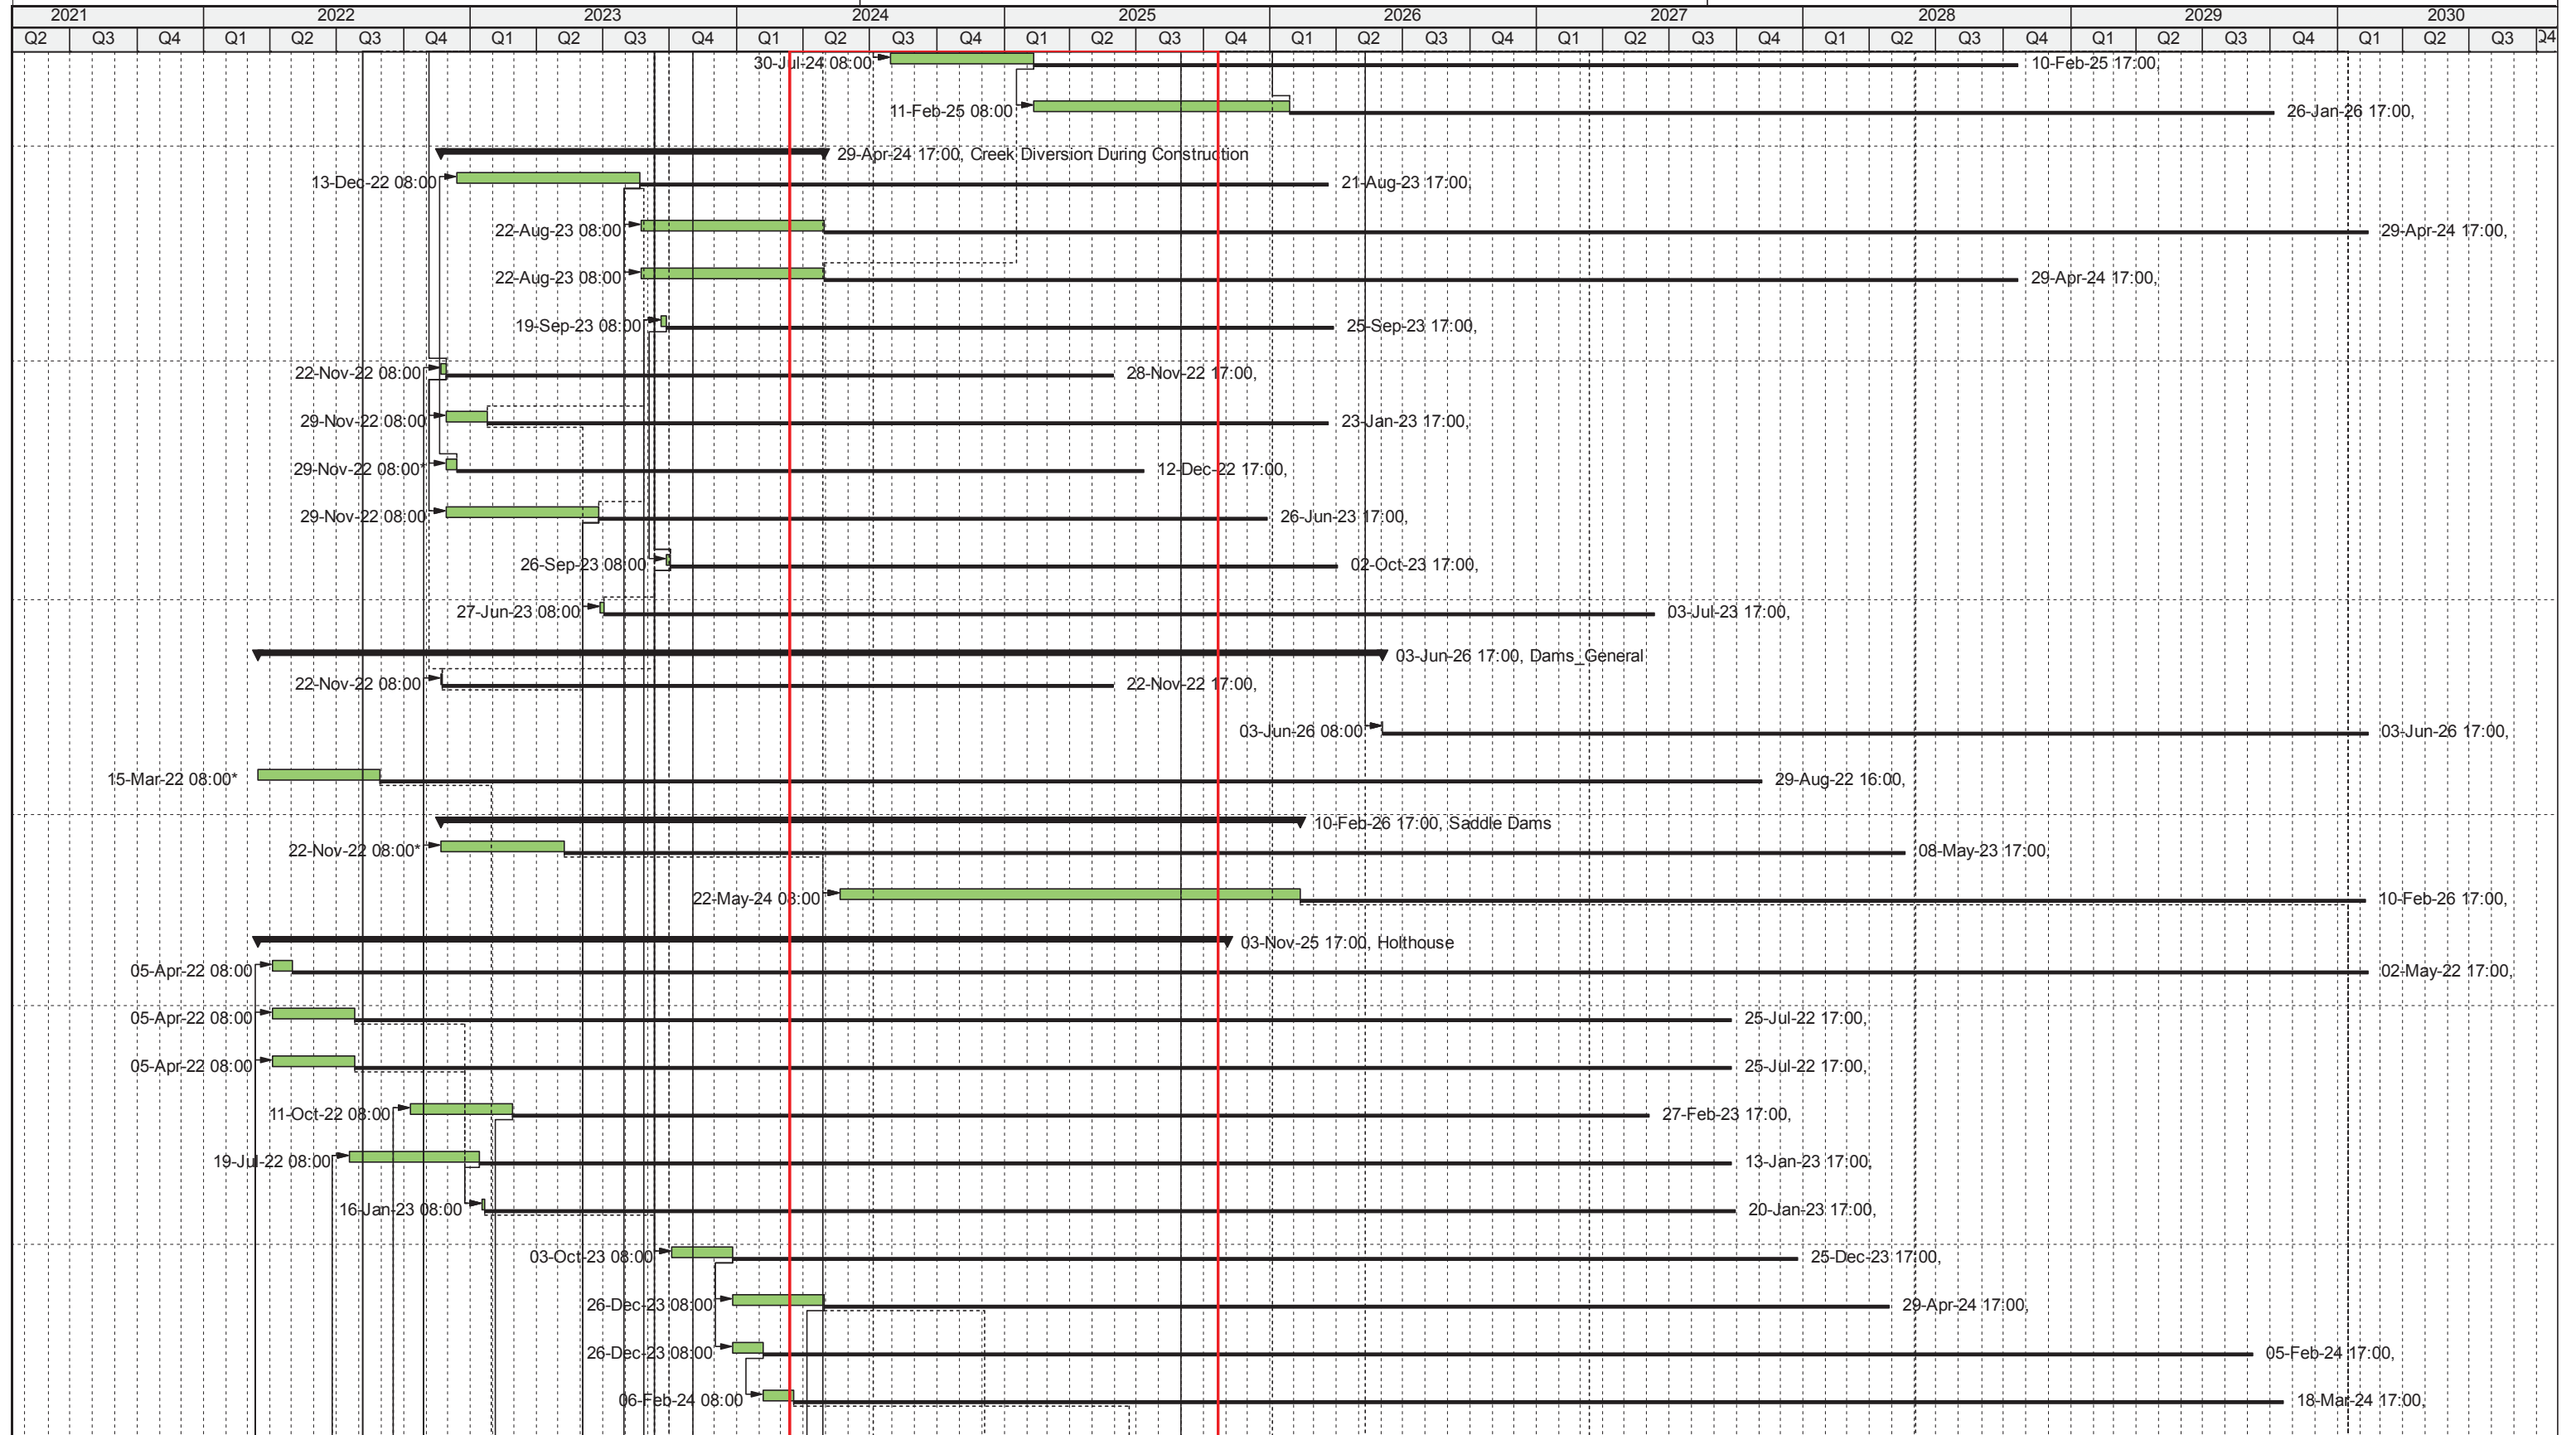 2021 2022 2023 2024 2025 2026 2027 2028 2029 2030
Q2 Q3 Q4 Q1 Q2 Q3 Q4 Q1 Q2 Q3 Q4 Q1 Q2 Q3 Q4 Q1 Q2 Q3 Q4 Q1 Q2 Q3 Q4 Q1 Q2 Q3 Q4 Q1 Q2 Q3 Q4 Q1 Q2 Q3 Q4 Q1 Q2 Q3 Q4
30-Jul-24 08:00 10-Feb-25 17:00,
11-Feb-25 08:00 26-Jan-26 17:00,
29-Apr-24 17:00, Creek Diversion During Construction
13-Dec-22 08:00 21-Aug-23 17:00,
22-Aug-23 08:00 29-Apr-24 17:00,
22-Aug-23 08:00 29-Apr-24 17:00,
19-Sep-23 08:00 25-Sep-23 17:00,
22-Nov-22 08:00 28-Nov-22 17:00,
29-Nov-22 08:00 23-Jan-23 17:00,
29-Nov-22 08:00* 12-Dec-22 17:00,
29-Nov-22 08:00 26-Jun-23 17:00,
26-Sep-23 08:00 02-Oct-23 17:00,
27-Jun-23 08:00 03-Jul-23 17:00,
03-Jun-26 17:00, Dams_General
22-Nov-22 08:00 22-Nov-22 17:00,
03-Jun-26 08:00 03-Jun-26 17:00,
15-Mar-22 08:00* 29-Aug-22 16:00,
10-Feb-26 17:00, Saddle Dams
22-Nov-22 08:00* 08-May-23 17:00,
22-May-24 08:00 10-Feb-26 17:00,
03-Nov-25 17:00, Holthouse
05-Apr-22 08:00 02-May-22 17:00,
05-Apr-22 08:00 25-Jul-22 17:00,
05-Apr-22 08:00 25-Jul-22 17:00,
11-Oct-22 08:00 27-Feb-23 17:00,
19-Jul-22 08:00 13-Jan-23 17:00,
16-Jan-23 08:00 20-Jan-23 17:00,
03-Oct-23 08:00 25-Dec-23 17:00,
26-Dec-23 08:00 29-Apr-24 17:00,
26-Dec-23 08:00 05-Feb-24 17:00,
06-Feb-24 08:00 18-Mar-24 17:00,